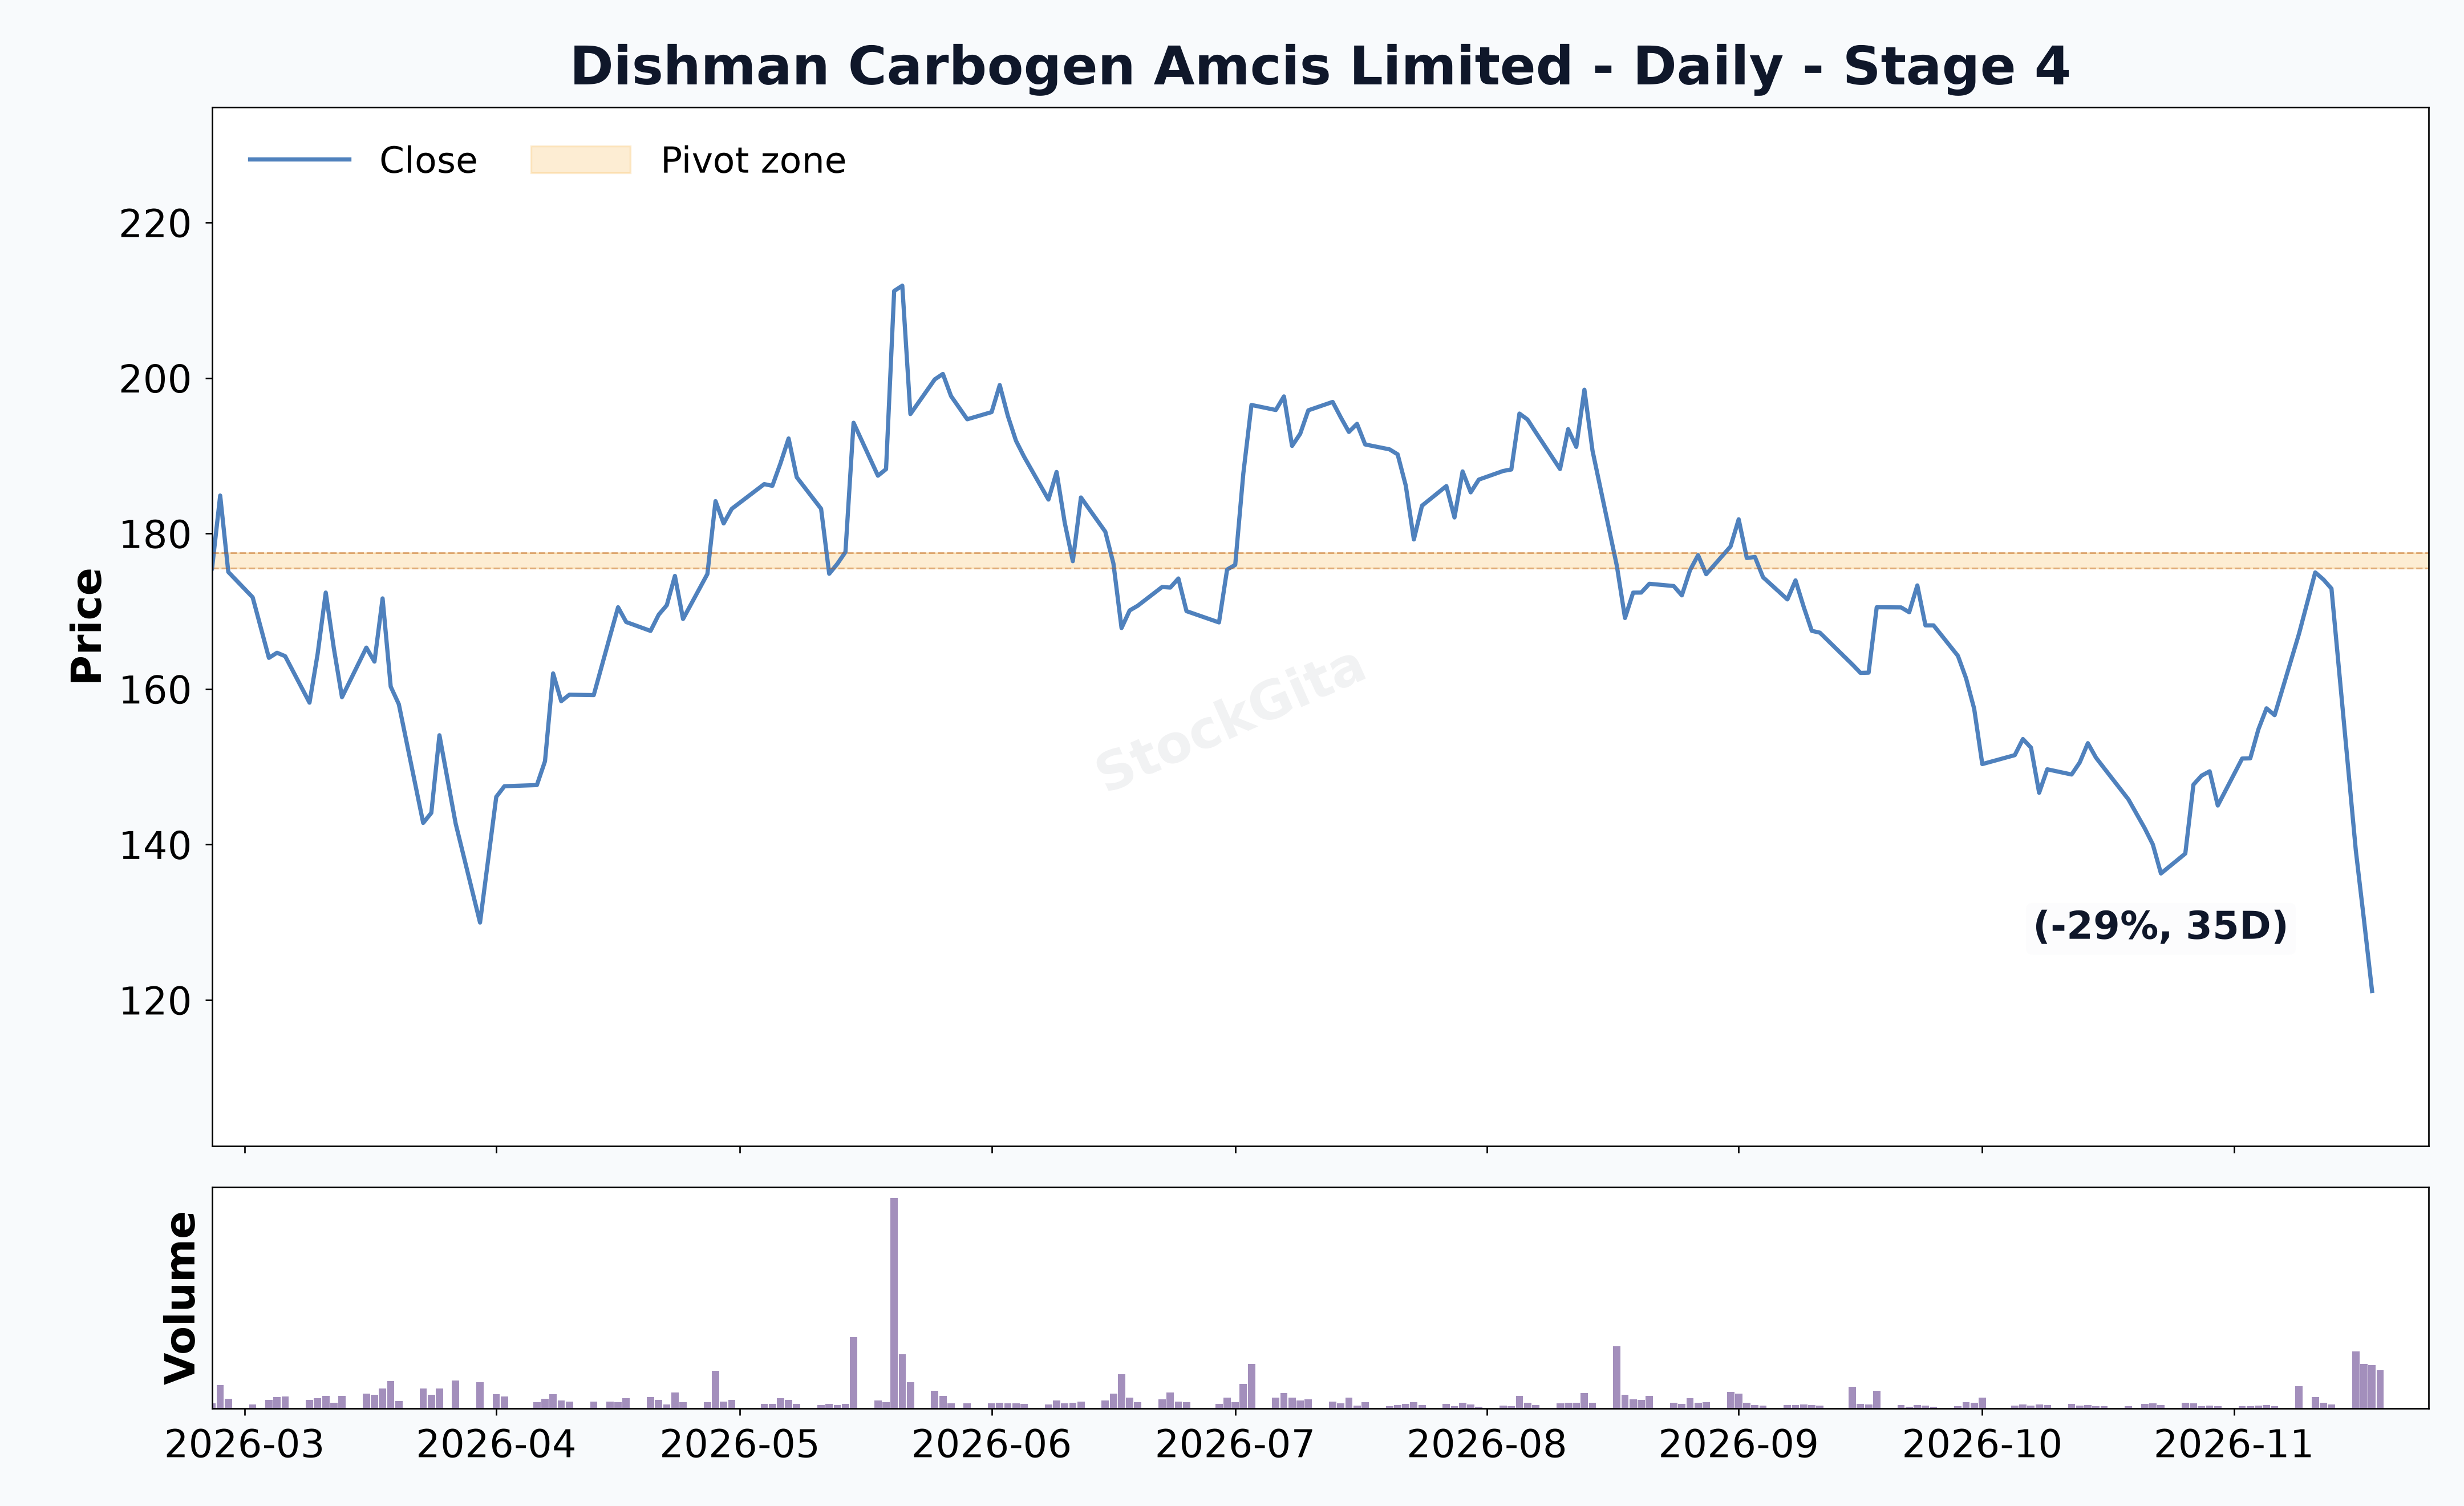 Dishman Carbogen Amcis Limited - Daily - Stage 4
Close
Pivot zone
220
200
180
160
140
120
Price
StockGita
(-29%, 35D)
Volume
2026-03
2026-04
2026-05
2026-06
2026-07
2026-08
2026-09
2026-10
2026-11